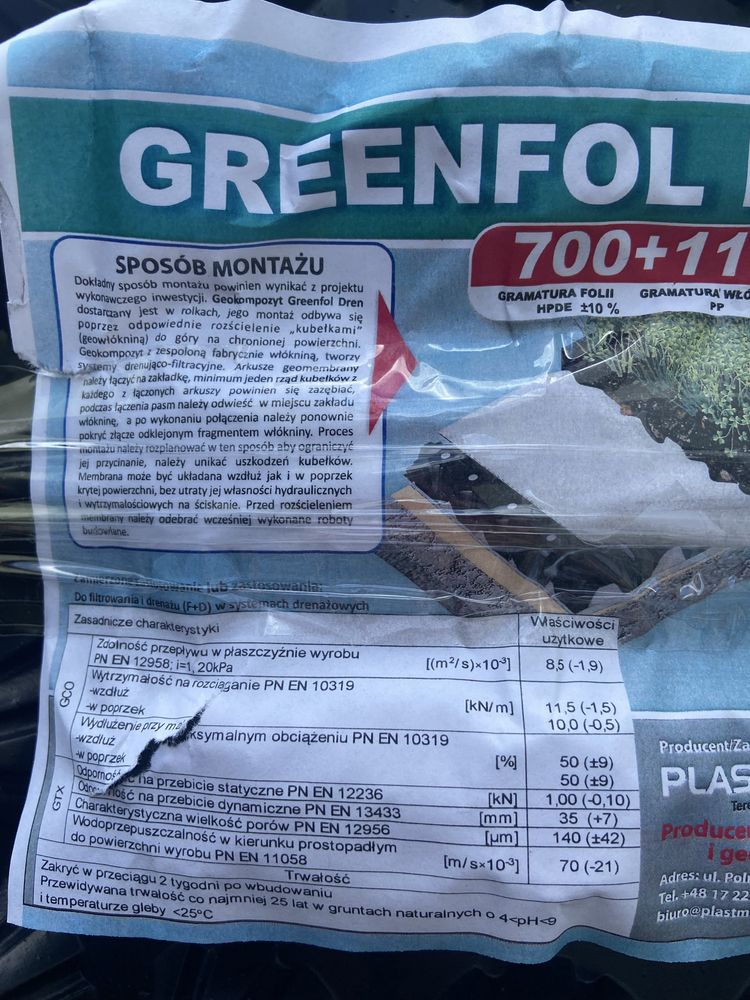 GREENFOL
700+11
GRAMATURA FOLII
HPDE ±10 %
GRAMATURA WŁÓ
PP
SPOSÓB MONTAŻU
Dokładny sposób montażu powinien wynikać z projektu
wykonawczego inwestycji. Geokompozyt Greenfol Dren
dostarczany jest w rolkach, jego montaż odbywa się
poprzez odpowiednie rozścielenie „kubełkami”
(geowłókniną) do góry na chronionej powierzchni.
Geokompozyt z zespoloną fabrycznie włókniną, tworzy
systemy drenująco-filtracyjne. Arkusze geomembrany
należy łączyć na zakładkę, minimum jeden rząd kubełków z
każdego z łączonych arkuszy powinien się zazębiać,
podczas łączenia pasm należy odwieść w miejscu zakładu
włókninę, a po wykonaniu połączenia należy ponownie
pokryć złącze odklejonym fragmentem włókniny. Proces
montażu należy rozplanować w ten sposób aby ograniczyć
jej przycinanie, należy unikać uszkodzeń kubełków.
Membrana może być układana wzdłuż jak i w poprzek
krytej powierzchni, bez utraty jej własności hydraulicznych
i wytrzymałościowych na ściskanie. Przed rozścieleniem
membrany należy odebrać wcześniej wykonane roboty
budowlane.
Zamierzone zastosowanie lub zastosowania:
Do filtrowania i drenażu (F+D) w systemach drenażowych
Zasadnicze charakterystyki
Właściwości
użytkowe
GCO
Zdolność przepływu w płaszczyźnie wyrobu
PN EN 12958; i=1, 20kPa [(m²/s)×10⁻³] 8,5 (-1,9)
Wytrzymałość na rozciąganie PN EN 10319
-wzdłuż [kN/m] 11,5 (-1,5)
-w poprzek 10,0 (-0,5)
Wydłużenie przy ma ksymalnym obciążeniu PN EN 10319
-wzdłuż [%] 50 (±9)
-w poprzek 50 (±9)
GTX
Odporność na przebicie statyczne PN EN 12236 [kN] 1,00 (-0,10)
Odporność na przebicie dynamiczne PN EN 13433 [mm] 35 (+7)
Charakterystyczna wielkość porów PN EN 12956 [µm] 140 (±42)
Wodoprzepuszczalność w kierunku prostopadłym
do powierzchni wyrobu PN EN 11058 [m/s×10⁻³] 70 (-21)
Trwałość
Zakryć w przeciągu 2 tygodni po wbudowaniu
Przewidywana trwałość co najmniej 25 lat w gruntach naturalnych o 4<pH<9
i temperaturze gleby <25°C
Producent/Za
PLAS
Tere
Produce
i ge
Adres: ul. Poln
Tel. +48 17 22
biuro@plastm